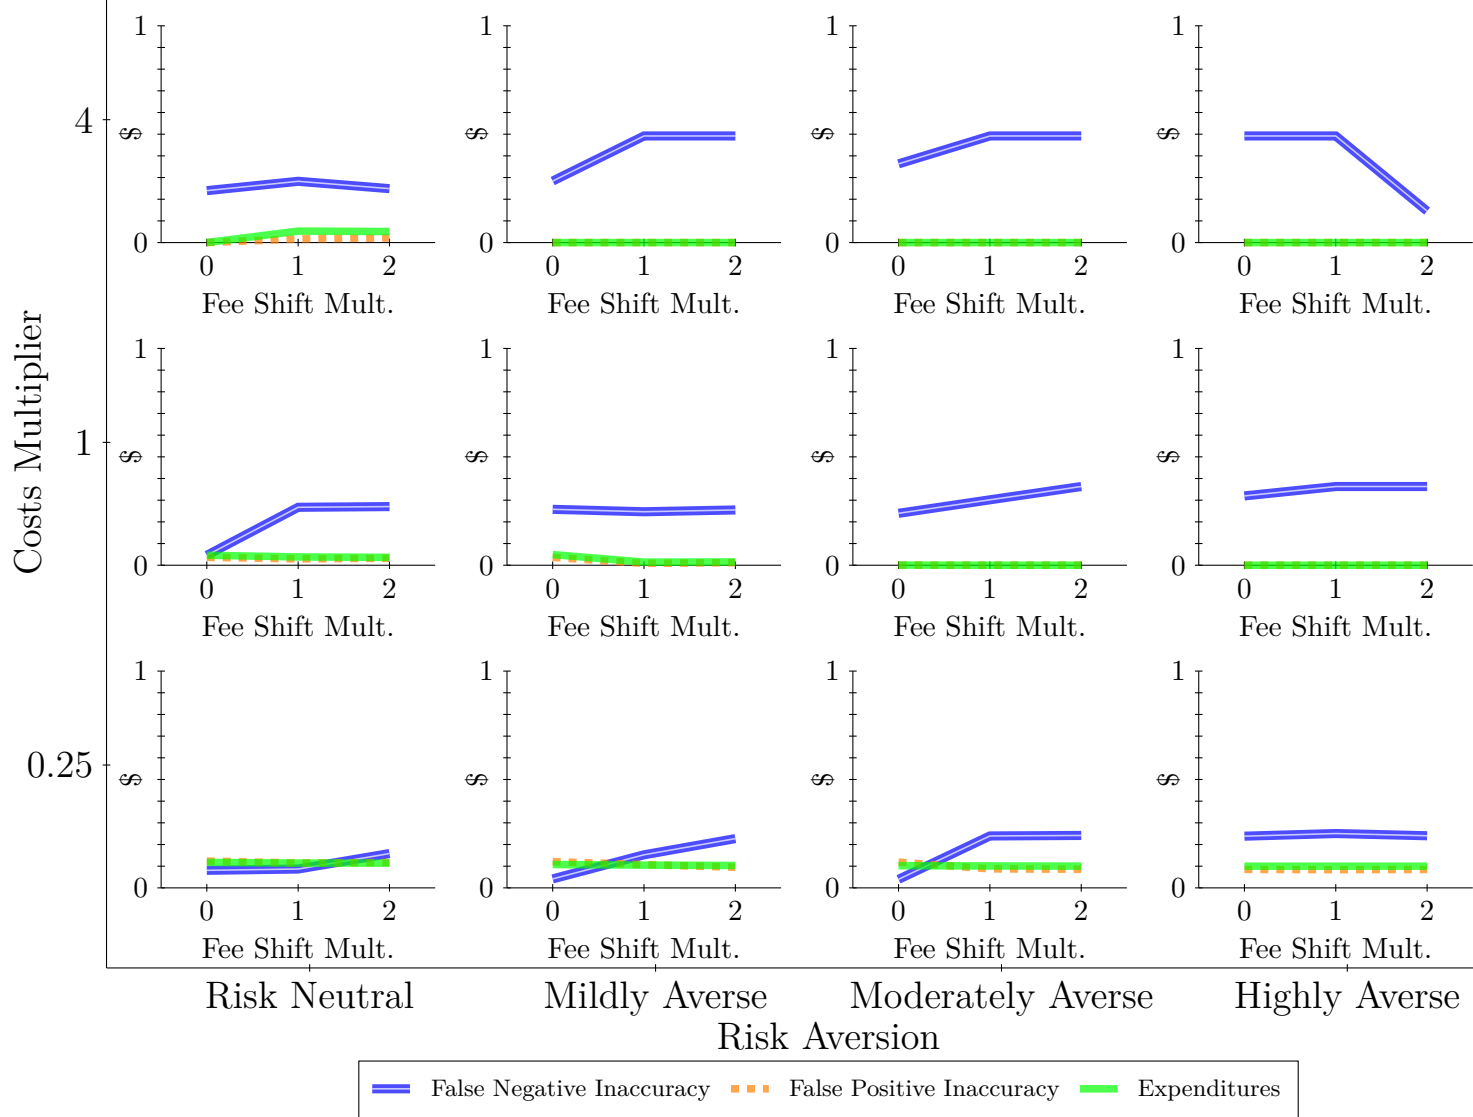 1 1 1 1
4 $ $ $ $
0 0 0 0
0 1 2 0 1 2 0 1 2 0 1 2
Fee Shift Mult. Fee Shift Mult. Fee Shift Mult. Fee Shift Mult.
Costs Multiplier
1 1 1 1
1 $ $ $ $
0 0 0 0
0 1 2 0 1 2 0 1 2 0 1 2
Fee Shift Mult. Fee Shift Mult. Fee Shift Mult. Fee Shift Mult.
1 1 1 1
0.25 $ $ $ $
0 0 0 0
0 1 2 0 1 2 0 1 2 0 1 2
Fee Shift Mult. Fee Shift Mult. Fee Shift Mult. Fee Shift Mult.
Risk Neutral Mildly Averse Moderately Averse Highly Averse
Risk Aversion
False Negative Inaccuracy False Positive Inaccuracy Expenditures